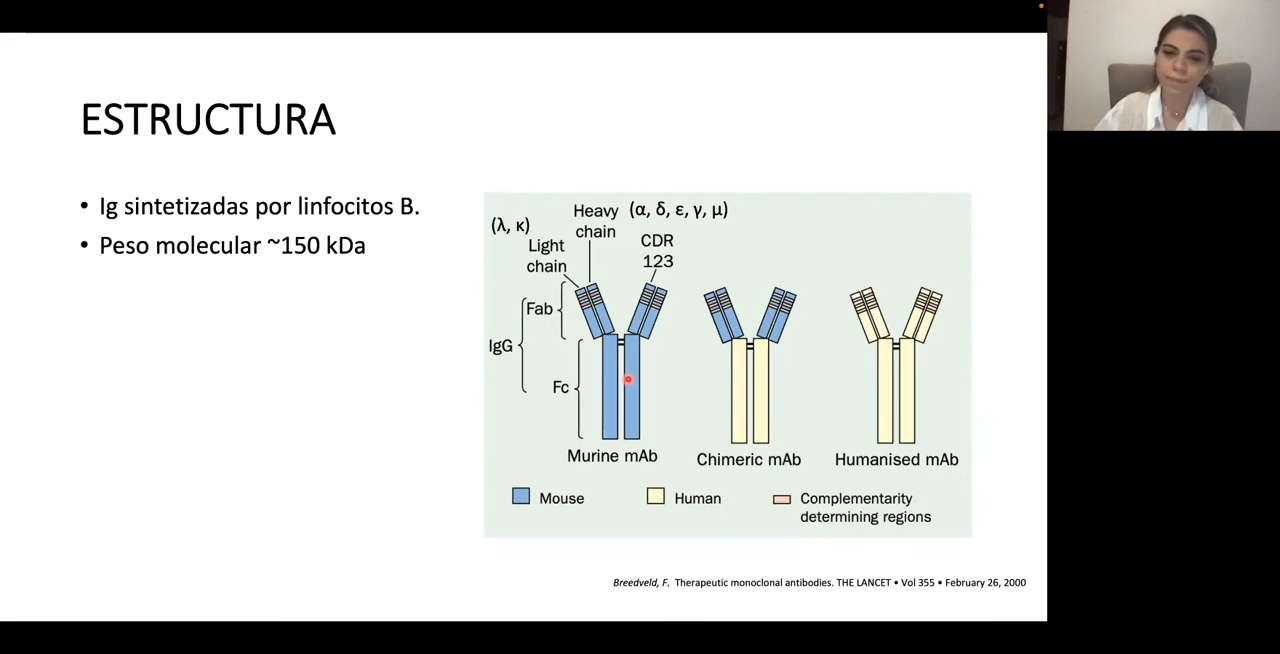 ESTRUCTURA
• Ig sintetizadas por linfocitos B.
• Peso molecular ~150 kDa
(λ, κ)
Heavy chain
(α, δ, ε, γ, μ)
Light chain
CDR 123
Fab
IgG
Fc
Murine mAb
Chimeric mAb
Humanised mAb
Mouse
Human
Complementarity
determining regions
Breedveld, F. Therapeutic monoclonal antibodies. THE LANCET • Vol 355 • February 26, 2000